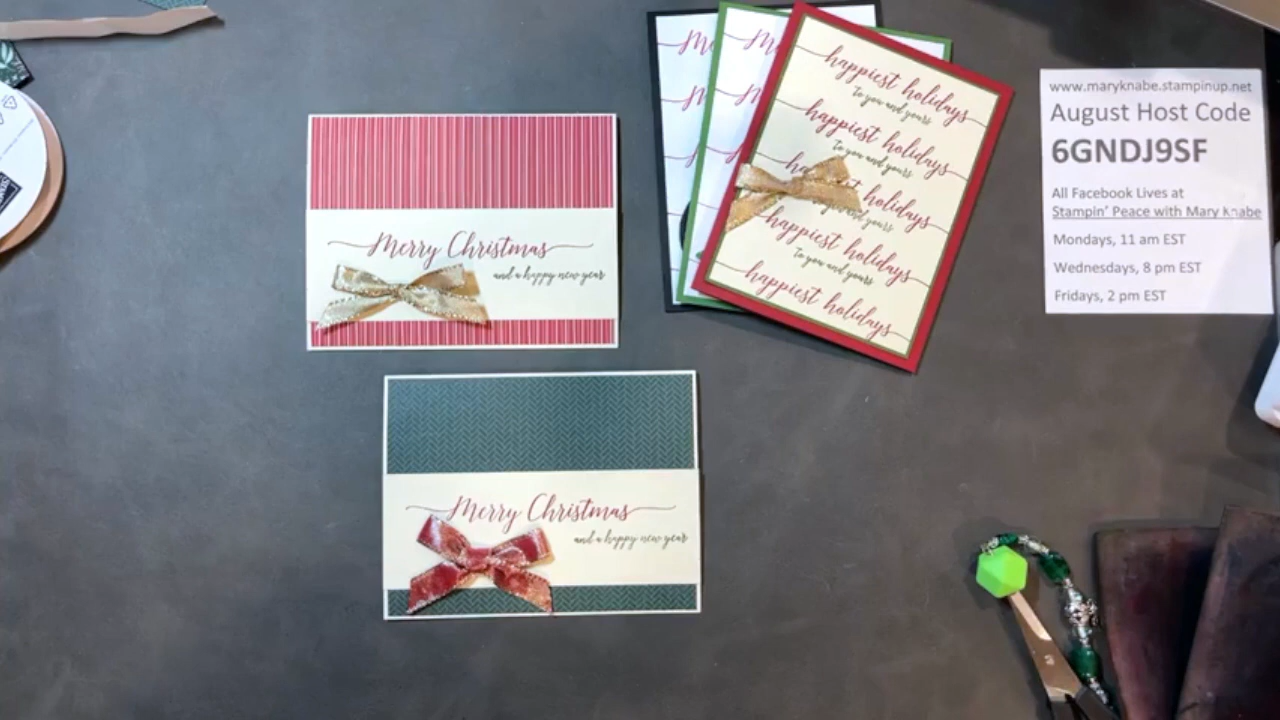 Merry Christmas
and a happy new year
Merry Christmas
and a happy new year
Me
Me
happiest holidays
To you and yours
happiest holidays
To you and yours
holidays
and yours
happiest holidays
To you and yours
happiest holidays
www.maryknabe.stampinup.net
August Host Code
6GNDJ9SF
All Facebook Lives at
Stampin' Peace with Mary Knabe
Mondays, 11 am EST
Wednesdays, 8 pm EST
Fridays, 2 pm EST